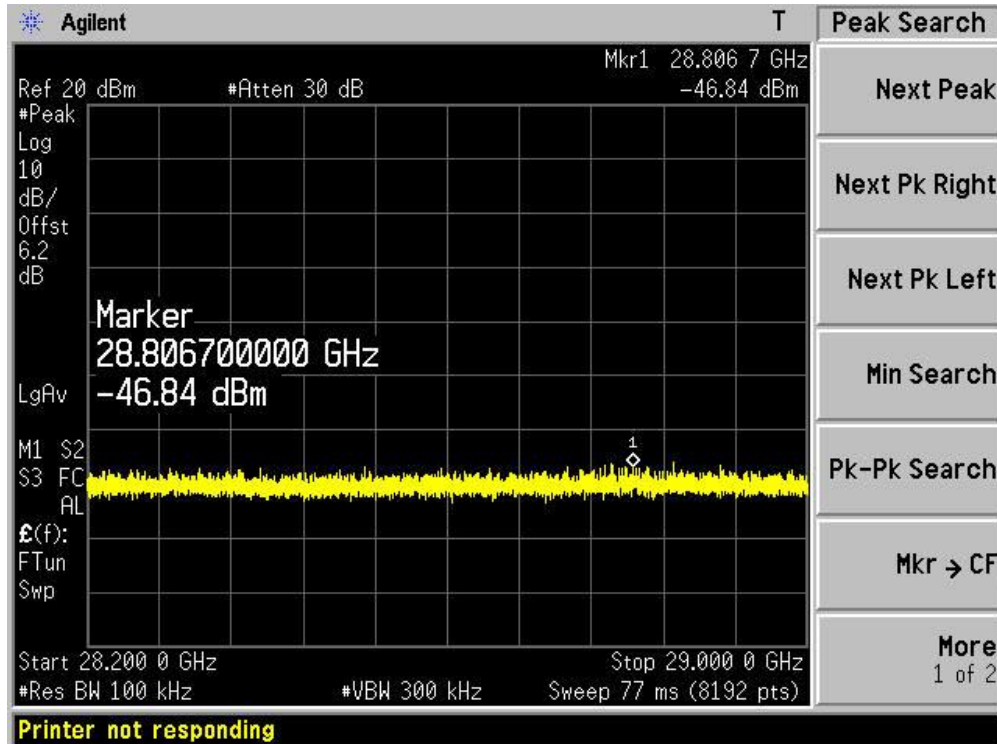 Agilent T Peak Search
Mkr1 28.806 7 GHz
Ref 20 dBm #Atten 30 dB -46.84 dBm
#Peak
Log
10
dB/
Offst
6.2
dB
Marker
28.806700000 GHz
-46.84 dBm
LgAv
1
M1 S2
S3 FC
AL
£(f):
FTun
Swp
Start 28.200 0 GHz Stop 29.000 0 GHz
#Res BW 100 kHz #VBW 300 kHz Sweep 77 ms (8192 pts)
Printer not responding
Next Peak
Next Pk Right
Next Pk Left
Min Search
Pk-Pk Search
Mkr → CF
More
1 of 2